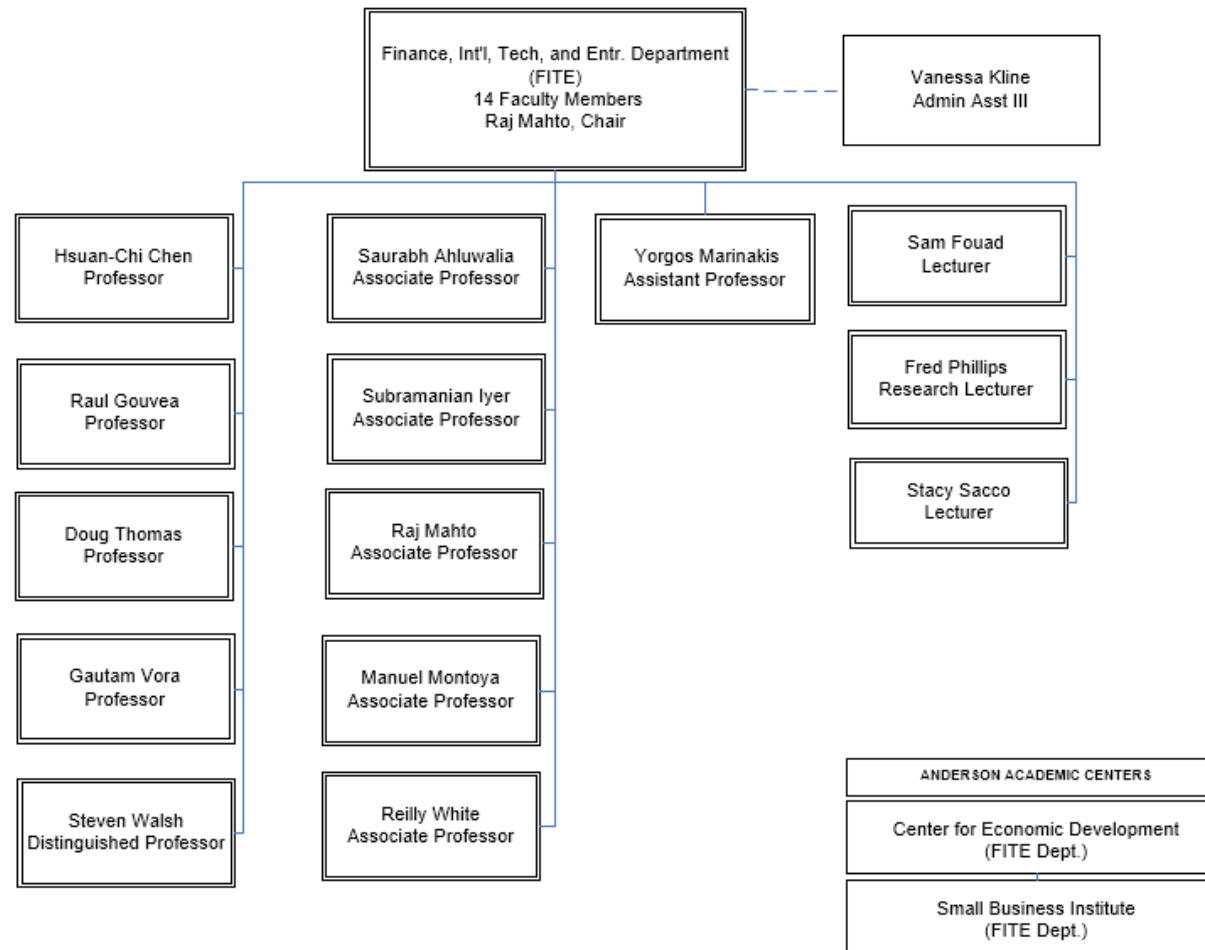 Finance, Int'l, Tech, and Entr. Department
(FITE)
14 Faculty Members
Raj Mahto, Chair
Vanessa Kline
Admin Asst III
Hsuan-Chi Chen
Professor
Raul Gouvea
Professor
Doug Thomas
Professor
Gautam Vora
Professor
Steven Walsh
Distinguished Professor
Saurabh Ahluwalia
Associate Professor
Subramanian Iyer
Associate Professor
Raj Mahto
Associate Professor
Manuel Montoya
Associate Professor
Reilly White
Associate Professor
Yorgos Marinakis
Assistant Professor
Sam Fouad
Lecturer
Fred Phillips
Research Lecturer
Stacy Sacco
Lecturer
ANDERSON ACADEMIC CENTERS
Center for Economic Development
(FITE Dept.)
Small Business Institute
(FITE Dept.)